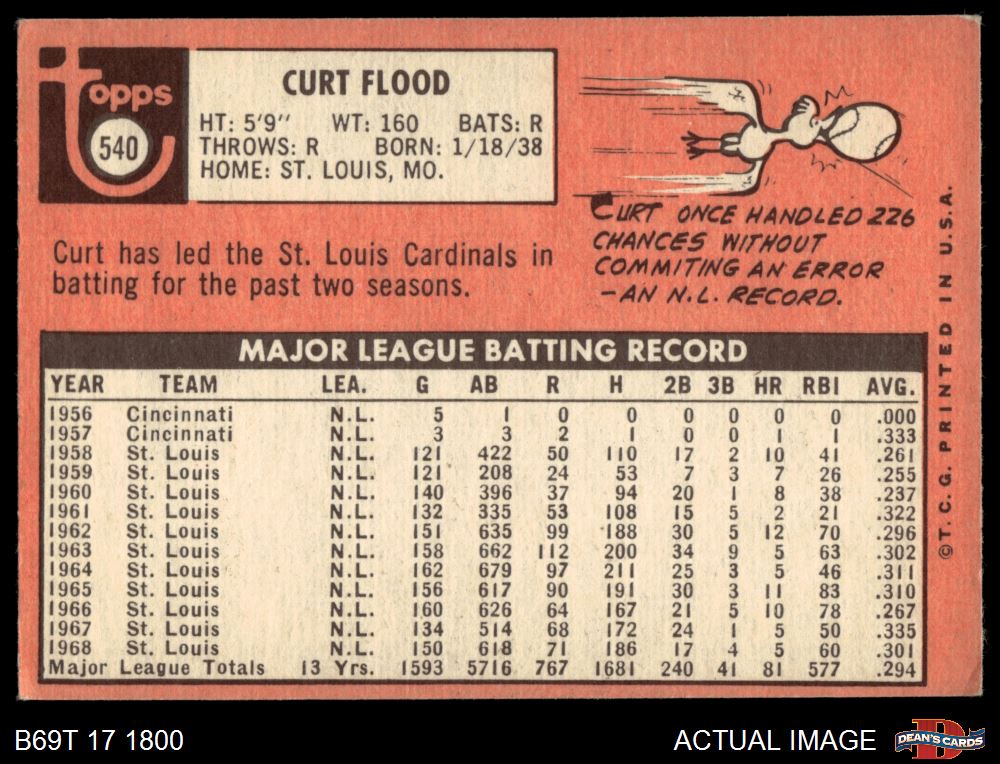 topps
540
CURT FLOOD
HT: 5'9" WT: 160 BATS: R
THROWS: R BORN: 1/18/38
HOME: ST. LOUIS, MO.
Curt has led the St. Louis Cardinals in
batting for the past two seasons.
CURT ONCE HANDLED 226
CHANCES WITHOUT
COMMITING AN ERROR
-AN N.L. RECORD.
©T. C. G. PRINTED IN U.S.A.
MAJOR LEAGUE BATTING RECORD
YEAR TEAM LEA. G AB R H 2B 3B HR RBI AVG.
1956 Cincinnati N.L. 5 1 0 0 0 0 0 0 .000
1957 Cincinnati N.L. 3 3 2 1 0 0 1 1 .333
1958 St. Louis N.L. 121 422 50 110 17 2 10 41 .261
1959 St. Louis N.L. 121 208 24 53 7 3 7 26 .255
1960 St. Louis N.L. 140 396 37 94 20 1 8 38 .237
1961 St. Louis N.L. 132 335 53 108 15 5 2 21 .322
1962 St. Louis N.L. 151 635 99 188 30 5 12 70 .296
1963 St. Louis N.L. 158 662 112 200 34 9 5 63 .302
1964 St. Louis N.L. 162 679 97 211 25 3 5 46 .311
1965 St. Louis N.L. 156 617 90 191 30 3 11 83 .310
1966 St. Louis N.L. 160 626 64 167 21 5 10 78 .267
1967 St. Louis N.L. 134 514 68 172 24 1 5 50 .335
1968 St. Louis N.L. 150 618 71 186 17 4 5 60 .301
Major League Totals 13 Yrs. 1593 5716 767 1681 240 41 81 577 .294
B69T 17 1800
ACTUAL IMAGE
DEAN'S CARDS